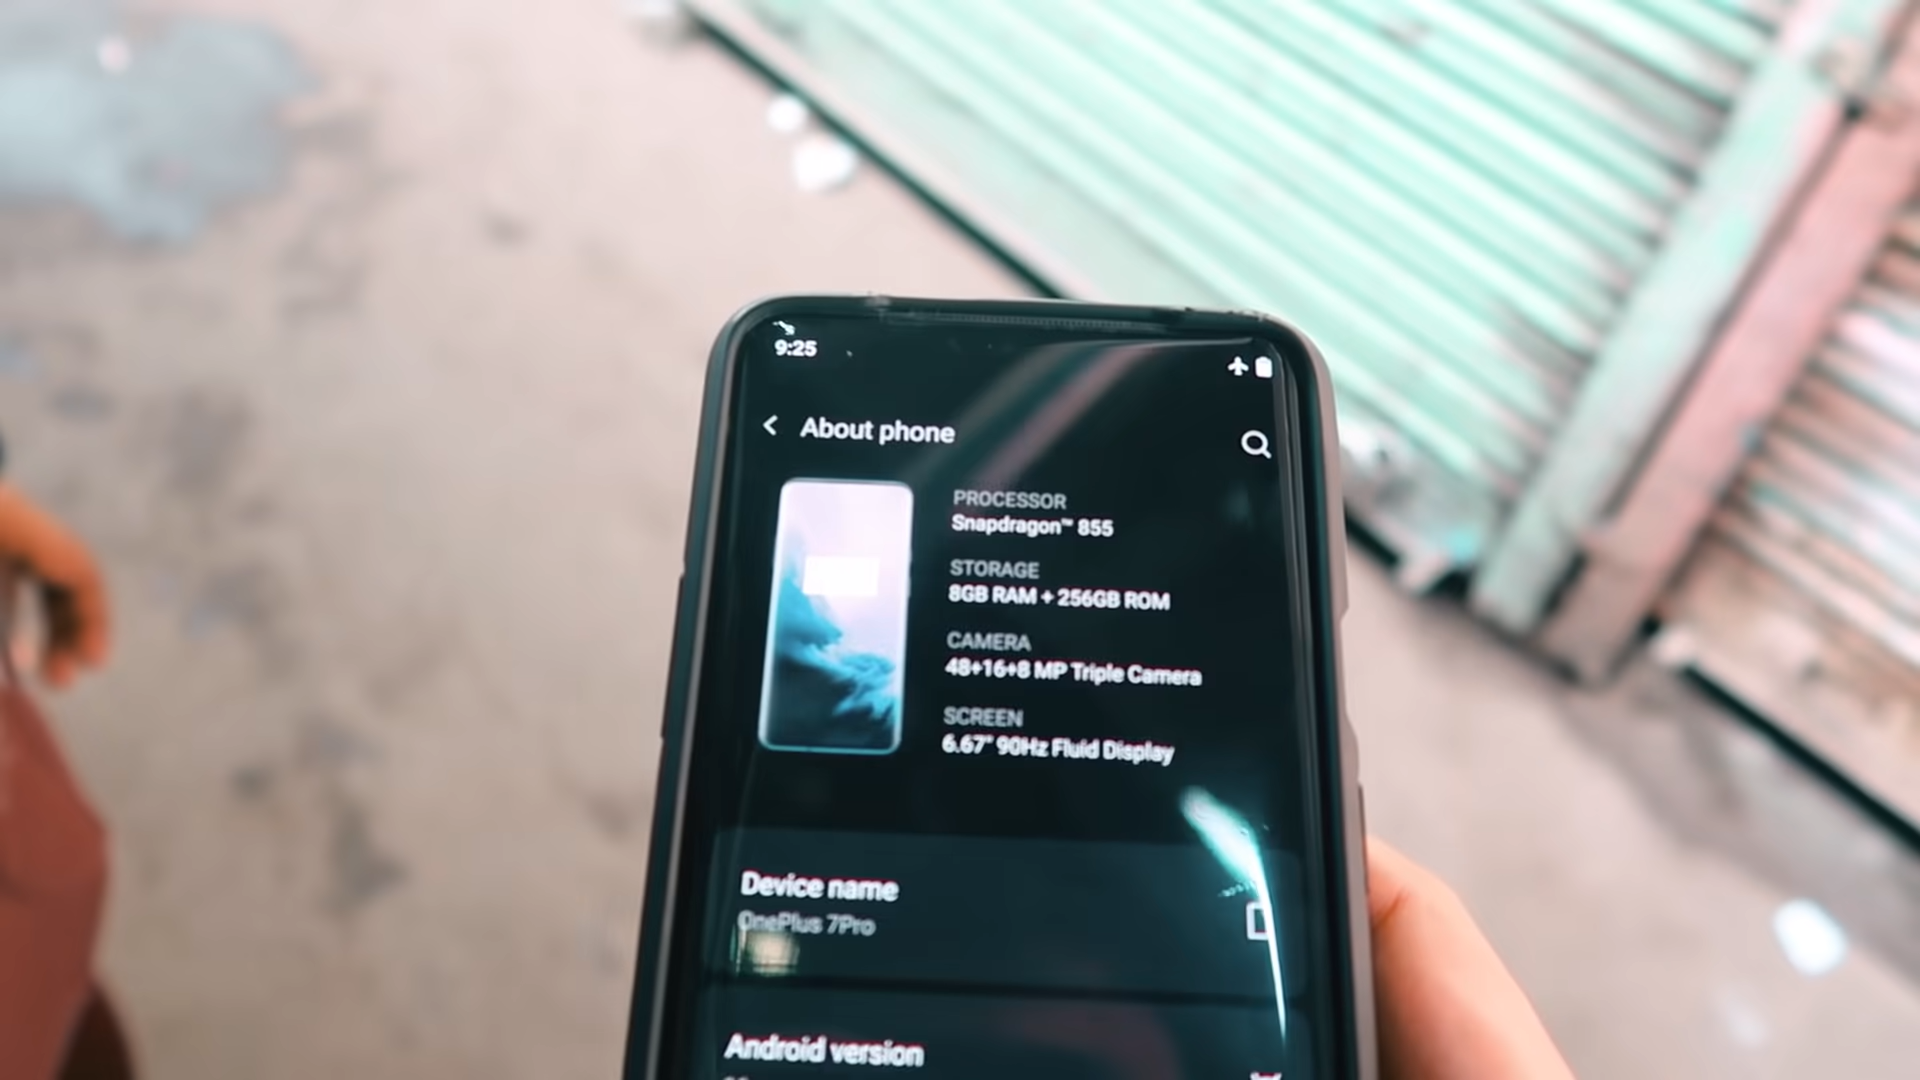 9:25
About phone
PROCESSOR
Snapdragon™ 855
STORAGE
8GB RAM + 256GB ROM
CAMERA
48+16+8 MP Triple Camera
SCREEN
6.67" 90Hz Fluid Display
Device name
OnePlus 7Pro
Android version